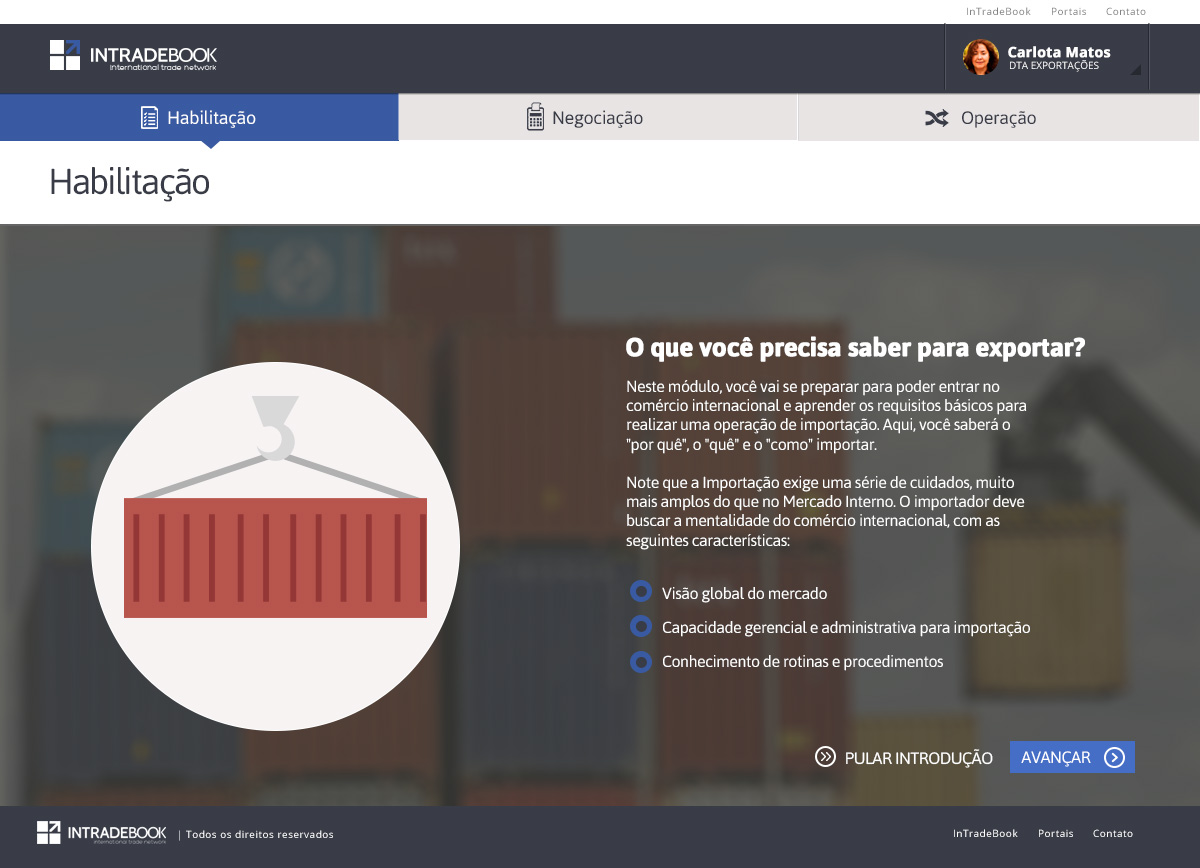 InTradeBook Portais Contato
INTRADEBOOK
international trade network
Carlota Matos
DTA EXPORTAÇÕES
Habilitação Negociação Operação
Habilitação
O que você precisa saber para exportar?
Neste módulo, você vai se preparar para poder entrar no
comércio internacional e aprender os requisitos básicos para
realizar uma operação de importação. Aqui, você saberá o
"por quê", o "quê" e o "como" importar.
Note que a Importação exige uma série de cuidados, muito
mais amplos do que no Mercado Interno. O importador deve
buscar a mentalidade do comércio internacional, com as
seguintes características:
Visão global do mercado
Capacidade gerencial e administrativa para importação
Conhecimento de rotinas e procedimentos
PULAR INTRODUÇÃO AVANÇAR
INTRADEBOOK
international trade network
| Todos os direitos reservados
InTradeBook Portais Contato